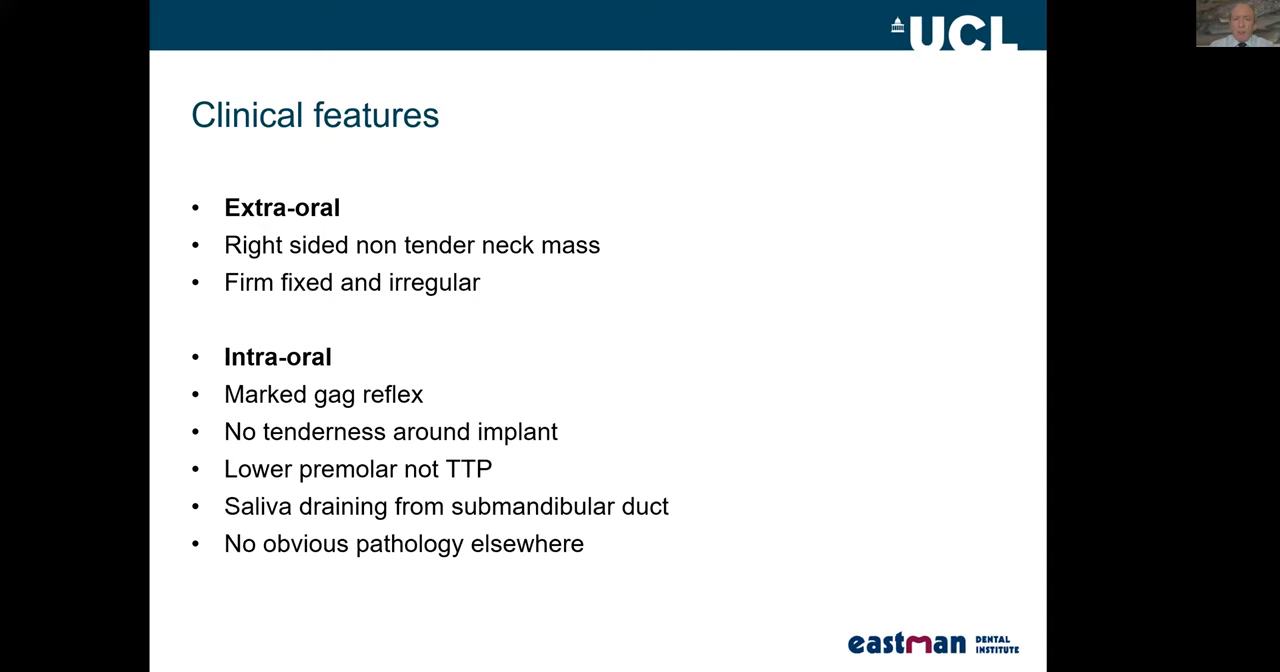 UCL
Clinical features
• Extra-oral
• Right sided non tender neck mass
• Firm fixed and irregular
• Intra-oral
• Marked gag reflex
• No tenderness around implant
• Lower premolar not TTP
• Saliva draining from submandibular duct
• No obvious pathology elsewhere
eastman DENTAL
INSTITUTE